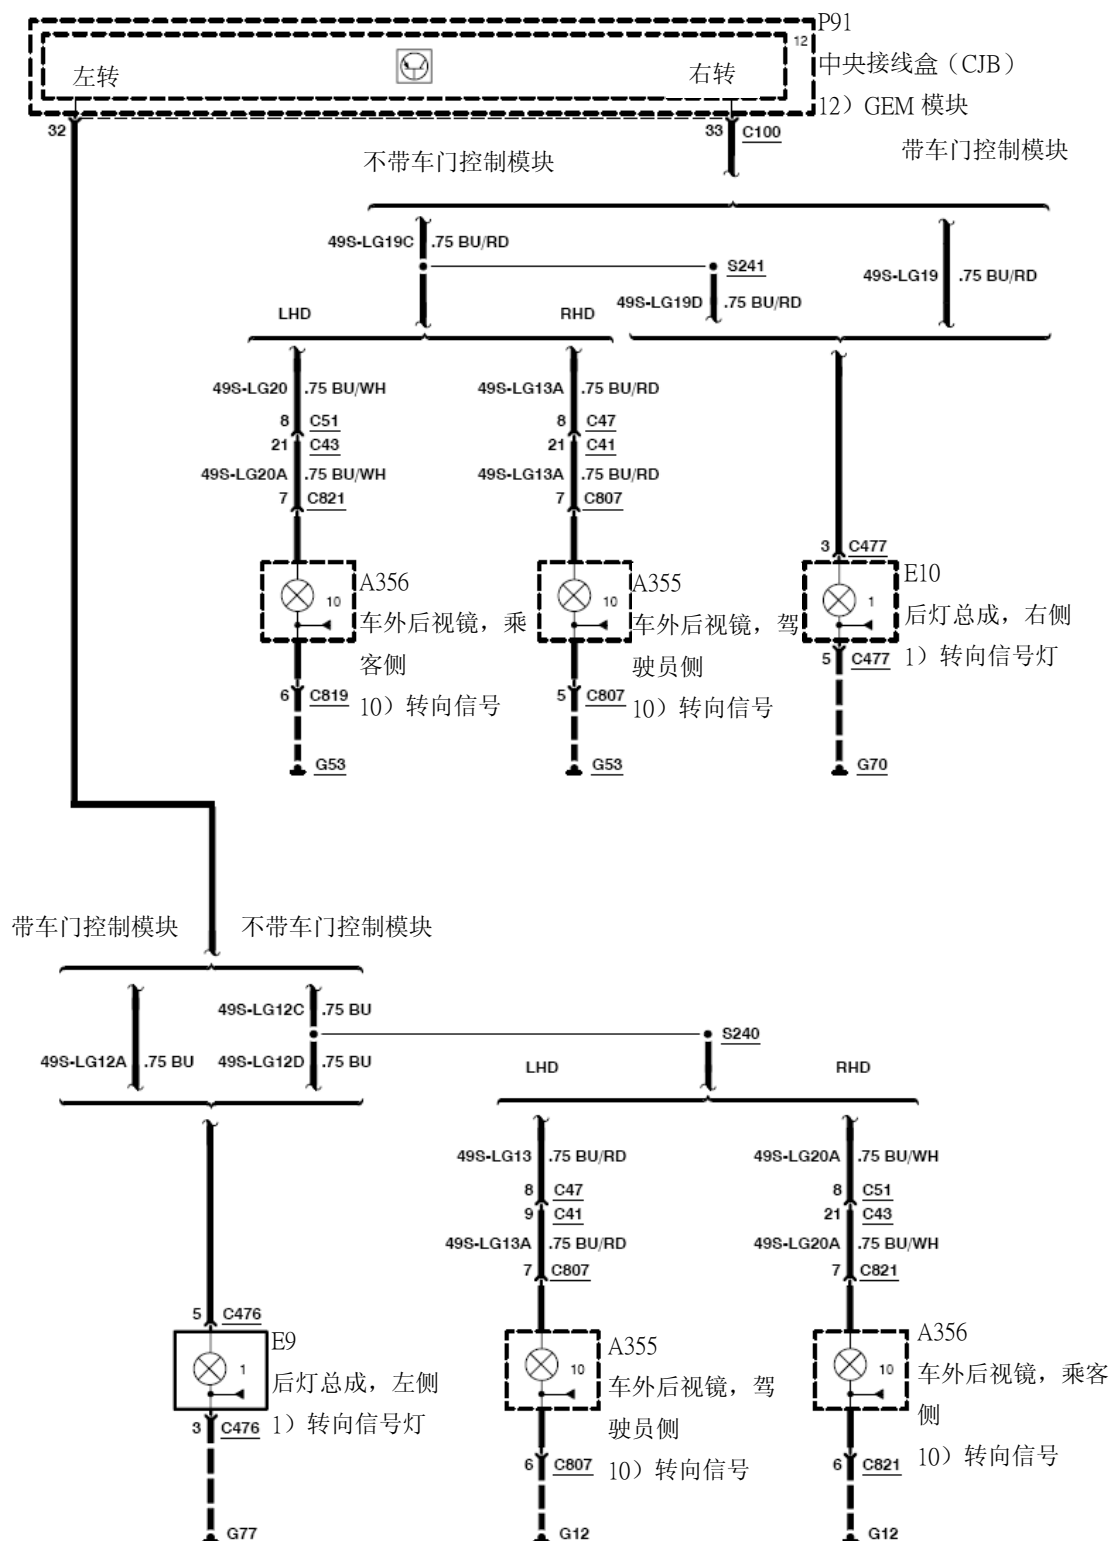 P91
12
中央接线盒（CJB）
左转
右转
12）GEM 模块
32
33
C100
不带车门控制模块
带车门控制模块
49S-LG19C
.75 BU/RD
S241
49S-LG19
.75 BU/RD
49S-LG19D
.75 BU/RD
LHD
RHD
49S-LG20
.75 BU/WH
49S-LG13A
.75 BU/RD
8
C51
8
C47
21
C43
21
C41
49S-LG20A
.75 BU/WH
49S-LG13A
.75 BU/RD
7
C821
7
C807
3
C477
10
A356
车外后视镜，乘
客侧
10）转向信号
10
A355
车外后视镜，驾
驶员侧
10）转向信号
1
E10
后灯总成，右侧
1）转向信号灯
6
C819
5
C807
5
C477
G53
G53
G70
带车门控制模块
不带车门控制模块
49S-LG12C
.75 BU
S240
49S-LG12A
.75 BU
49S-LG12D
.75 BU
LHD
RHD
49S-LG13
.75 BU/RD
49S-LG20A
.75 BU/WH
8
C47
8
C51
9
C41
21
C43
49S-LG13A
.75 BU/RD
49S-LG20A
.75 BU/WH
7
C807
7
C821
5
C476
1
E9
后灯总成，左侧
1）转向信号灯
10
A355
车外后视镜，驾
驶员侧
10）转向信号
10
A356
车外后视镜，乘客
侧
10）转向信号
3
C476
6
C807
6
C821
G77
G12
G12